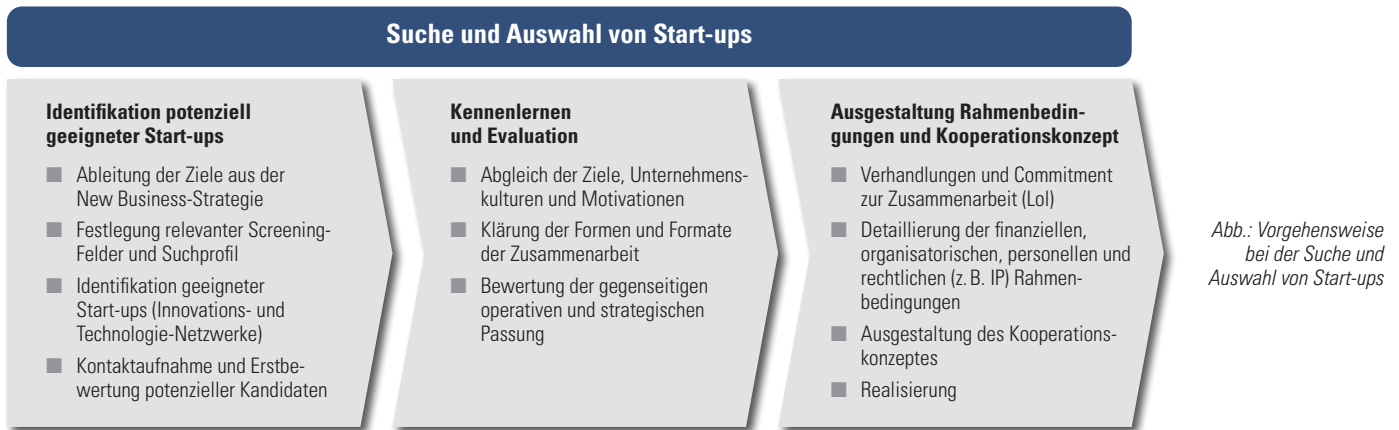 Suche und Auswahl von Start-ups
Identifikation potenziell
geeigneter Start-ups
■ Ableitung der Ziele aus der
New Business-Strategie
■ Festlegung relevanter Screening-
Felder und Suchprofil
■ Identifikation geeigneter
Start-ups (Innovations- und
Technologie-Netzwerke)
■ Kontaktaufnahme und Erstbe-
wertung potenzieller Kandidaten
Kennenlernen
und Evaluation
■ Abgleich der Ziele, Unternehmens-
kulturen und Motivationen
■ Klärung der Formen und Formate
der Zusammenarbeit
■ Bewertung der gegenseitigen
operativen und strategischen
Passung
Ausgestaltung Rahmenbedin-
gungen und Kooperationskonzept
■ Verhandlungen und Commitment
zur Zusammenarbeit (LoI)
■ Detaillierung der finanziellen,
organisatorischen, personellen und
rechtlichen (z. B. IP) Rahmen-
bedingungen
■ Ausgestaltung des Kooperations-
konzeptes
■ Realisierung
Abb.: Vorgehensweise
bei der Suche und
Auswahl von Start-ups